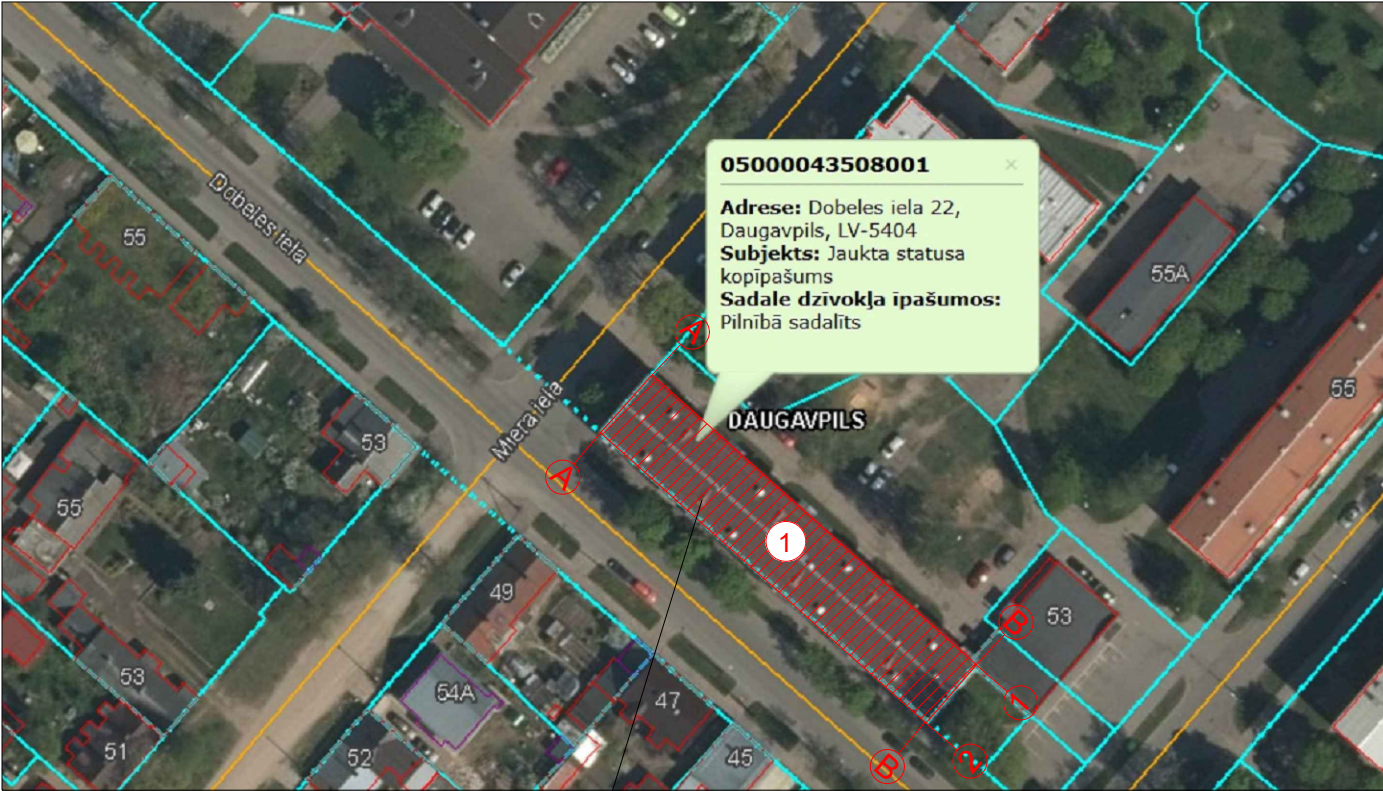 05000043508001
×
Adrese: Dobeles iela 22,
Daugavpils, LV-5404
Subjekts: Jaukta statusa
kopīpašums
Sadale dzīvokļa īpašumos:
Pilnībā sadalīts
Dobeles iela
55
55A
A
55
Miera iela
DAUGAVPILS
53
A
55
1
49
B
53
53
54A
47
1
51
52
45
B
2